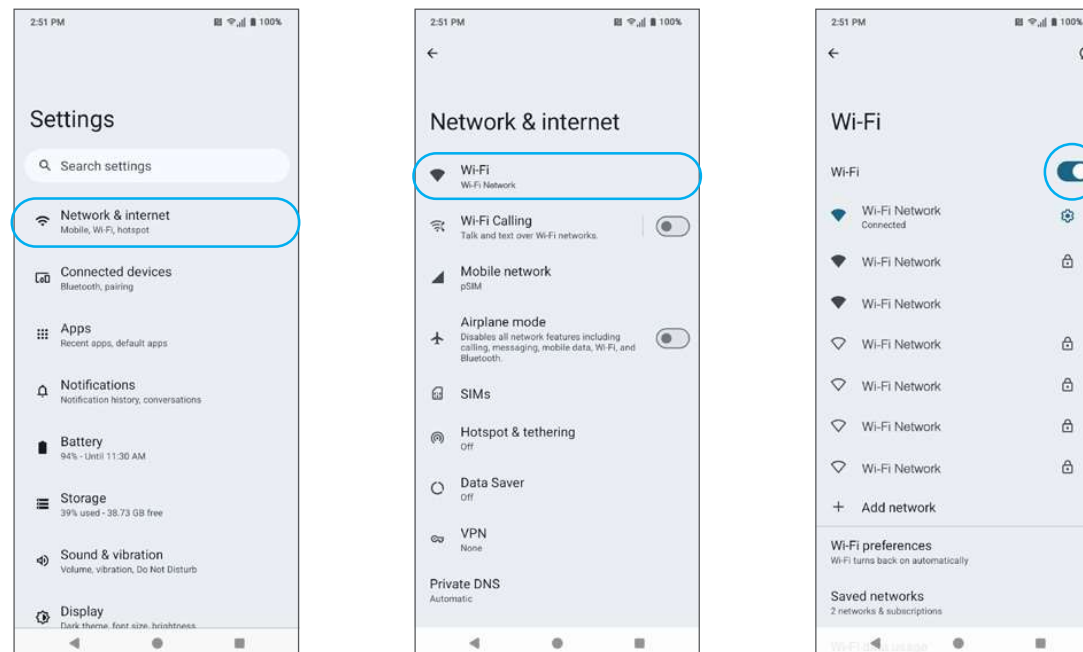 2:51 PM 100%
Settings
Search settings
Network & internet
Mobile, Wi-Fi, hotspot
Connected devices
Bluetooth, pairing
Apps
Recent apps, default apps
Notifications
Notification history, conversations
Battery
94% - Until 11:30 AM
Storage
39% used - 38.73 GB free
Sound & vibration
Volume, vibration, Do Not Disturb
Display
Dark theme, font size, brightness
2:51 PM 100%
Network & internet
Wi-Fi
Wi-Fi Network
Wi-Fi Calling
Talk and text over Wi-Fi networks.
Mobile network
pSIM
Airplane mode
Disables all network features including
calling, messaging, mobile data, Wi-Fi, and
Bluetooth.
SIMs
Hotspot & tethering
Off
Data Saver
Off
VPN
None
Private DNS
Automatic
2:51 PM 100%
Wi-Fi
Wi-Fi
Wi-Fi Network
Connected
Wi-Fi Network
Wi-Fi Network
Wi-Fi Network
Wi-Fi Network
Wi-Fi Network
Wi-Fi Network
Add network
Wi-Fi preferences
Wi-Fi turns back on automatically
Saved networks
2 networks & subscriptions